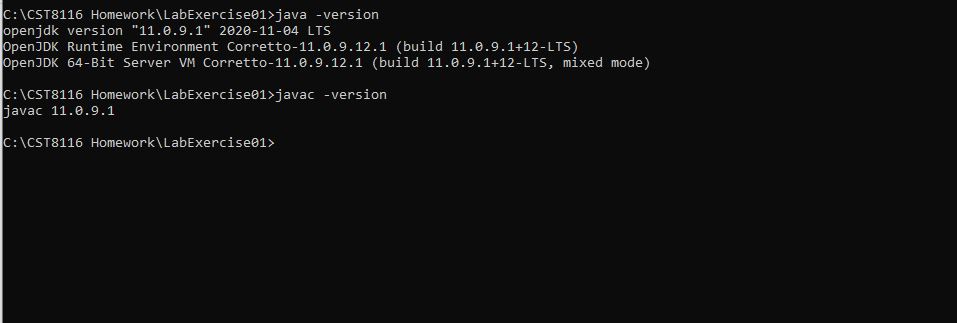 C:\CST8116 Homework\LabExercise01>java -version
openjdk version "11.0.9.1" 2020-11-04 LTS
OpenJDK Runtime Environment Corretto-11.0.9.12.1 (build 11.0.9.1+12-LTS)
OpenJDK 64-Bit Server VM Corretto-11.0.9.12.1 (build 11.0.9.1+12-LTS, mixed mode)
C:\CST8116 Homework\LabExercise01>javac -version
javac 11.0.9.1
C:\CST8116 Homework\LabExercise01>